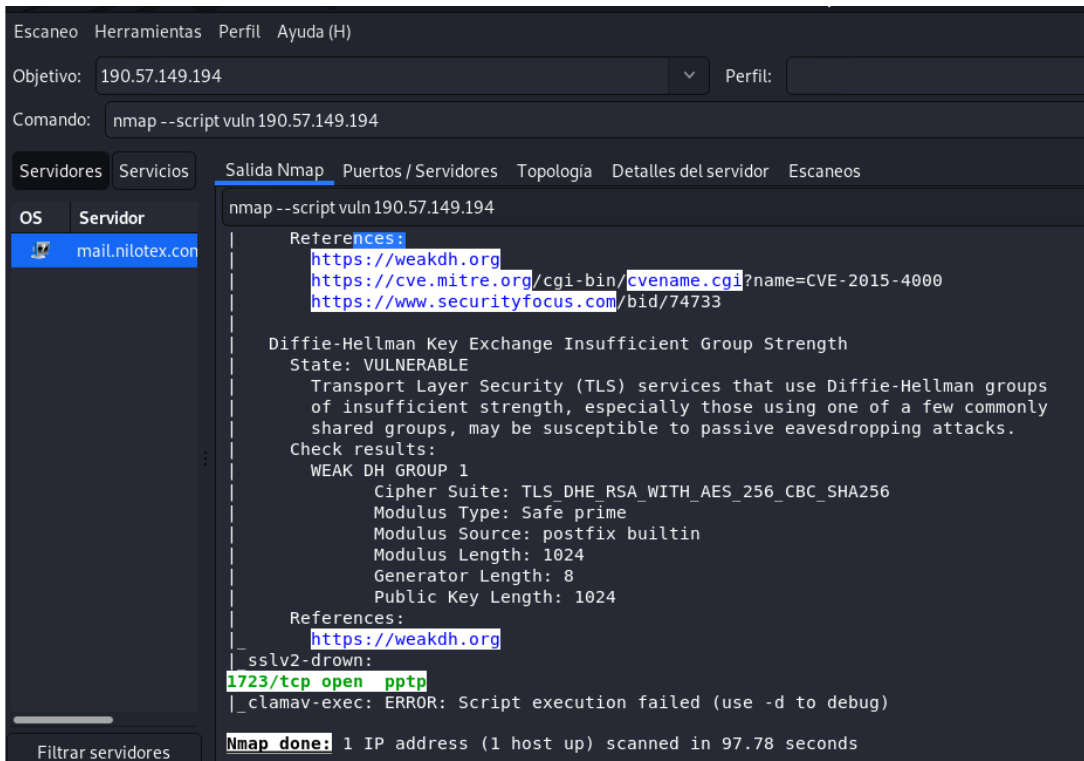 Escaneo Herramientas Perfil Ayuda (H)
Objetivo: 190.57.149.194 Perfil:
Comando: nmap --script vuln 190.57.149.194
Servidores Servicios Salida Nmap Puertos / Servidores Topología Detalles del servidor Escaneos
OS Servidor nmap --script vuln 190.57.149.194
mail.nilotex.con
| References:
| https://weakdh.org
| https://cve.mitre.org/cgi-bin/cvename.cgi?name=CVE-2015-4000
| https://www.securityfocus.com/bid/74733
|
| Diffie-Hellman Key Exchange Insufficient Group Strength
| State: VULNERABLE
| Transport Layer Security (TLS) services that use Diffie-Hellman groups
| of insufficient strength, especially those using one of a few commonly
| shared groups, may be susceptible to passive eavesdropping attacks.
| Check results:
| WEAK DH GROUP 1
| Cipher Suite: TLS_DHE_RSA_WITH_AES_256_CBC_SHA256
| Modulus Type: Safe prime
| Modulus Source: postfix builtin
| Modulus Length: 1024
| Generator Length: 8
| Public Key Length: 1024
| References:
|_ https://weakdh.org
|_sslv2-drown:
1723/tcp open pptp
|_clamav-exec: ERROR: Script execution failed (use -d to debug)
Nmap done: 1 IP address (1 host up) scanned in 97.78 seconds
Filtrar servidores